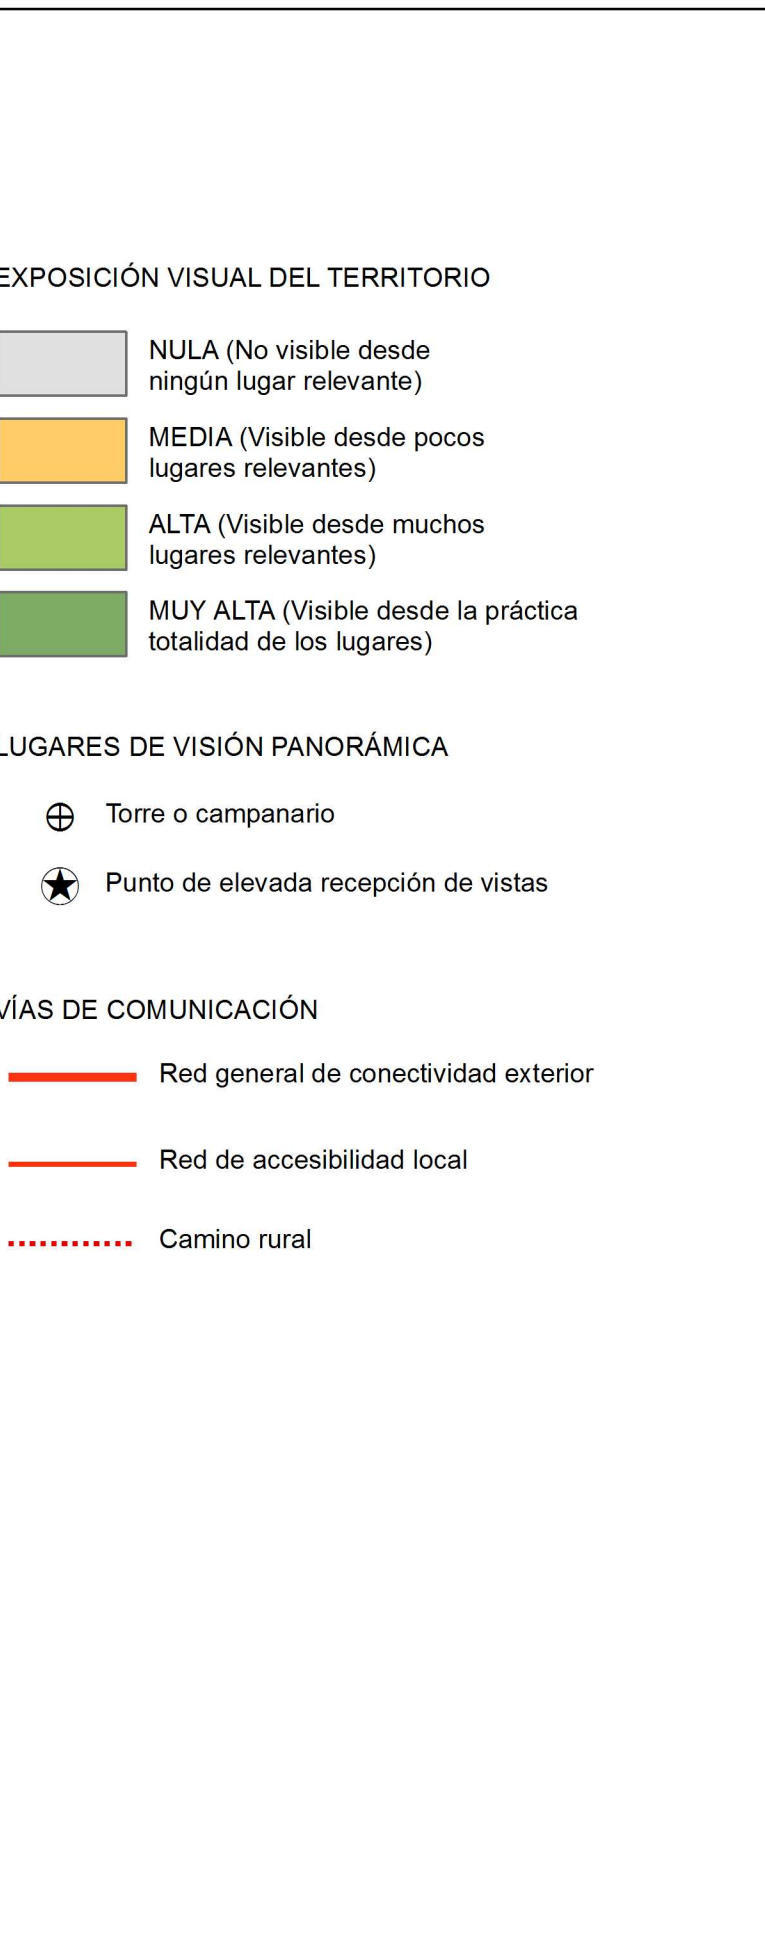 EXPOSICIÓN VISUAL DEL TERRITORIO
NULA (No visible desde
ningún lugar relevante)
MEDIA (Visible desde pocos
lugares relevantes)
ALTA (Visible desde muchos
lugares relevantes)
MUY ALTA (Visible desde la práctica
totalidad de los lugares)
LUGARES DE VISIÓN PANORÁMICA
Torre o campanario
Punto de elevada recepción de vistas
VÍAS DE COMUNICACIÓN
Red general de conectividad exterior
Red de accesibilidad local
Camino rural